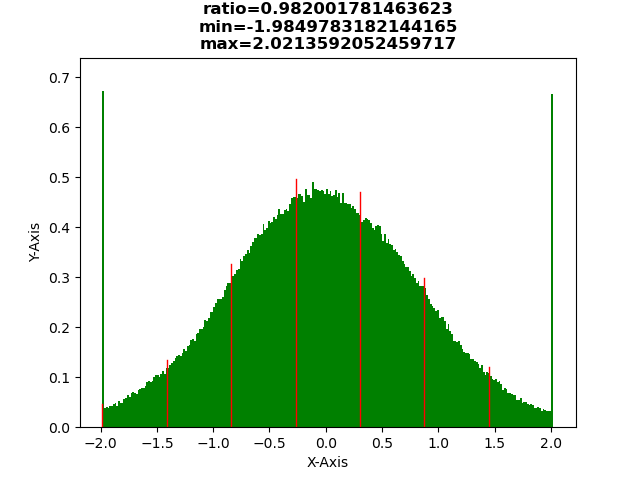 ratio=0.982001781463623
min=-1.9849783182144165
max=2.0213592052459717
0.7
0.6
0.5
0.4
0.3
0.2
0.1
0.0
Y-Axis
−2.0 −1.5 −1.0 −0.5 0.0 0.5 1.0 1.5 2.0
X-Axis